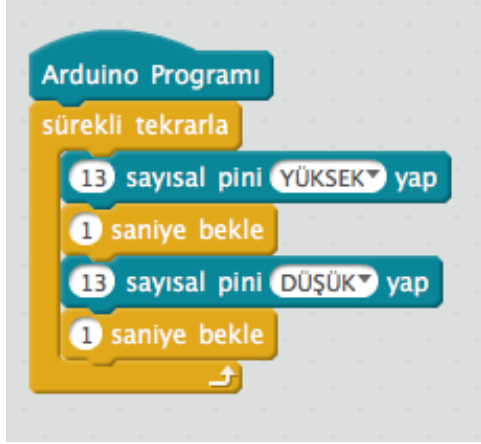 Arduino Programı
sürekli tekrarla
13 sayısal pini YÜKSEK yap
1 saniye bekle
13 sayısal pini DÜŞÜK yap
1 saniye bekle